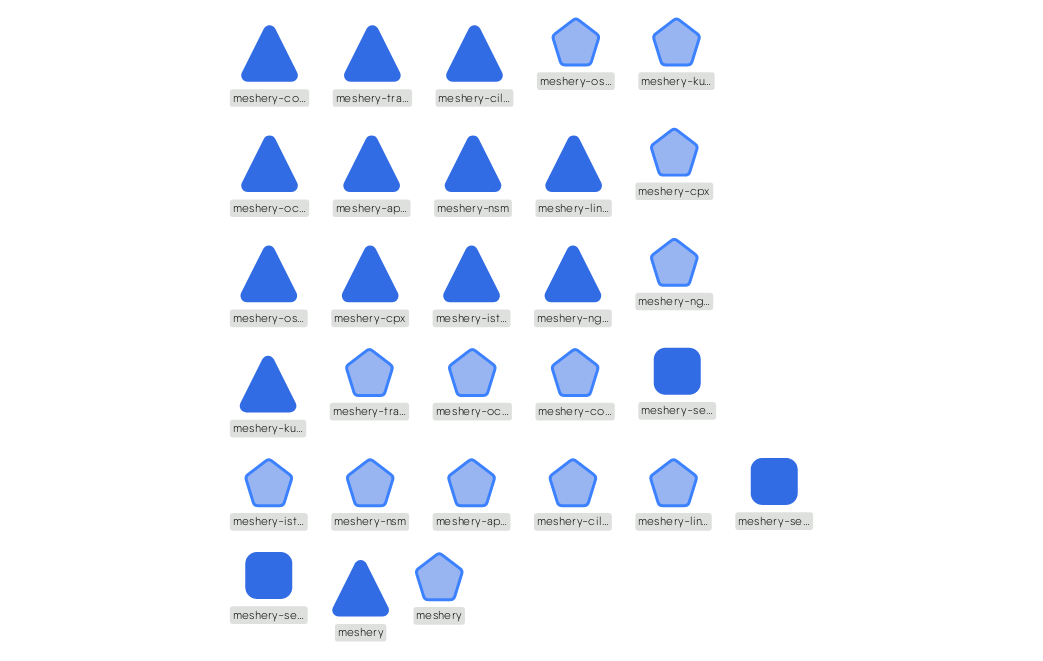 meshery-co...
meshery-tra...
meshery-cil...
meshery-os...
meshery-ku...
meshery-oc...
meshery-ap...
meshery-nsm
meshery-lin...
meshery-cpx
meshery-os...
meshery-cpx
meshery-ist...
meshery-ng...
meshery-ng...
meshery-ku...
meshery-tra...
meshery-oc...
meshery-co...
meshery-se...
meshery-ist...
meshery-nsm
meshery-ap...
meshery-cil...
meshery-lin...
meshery-se...
meshery-se...
meshery
meshery